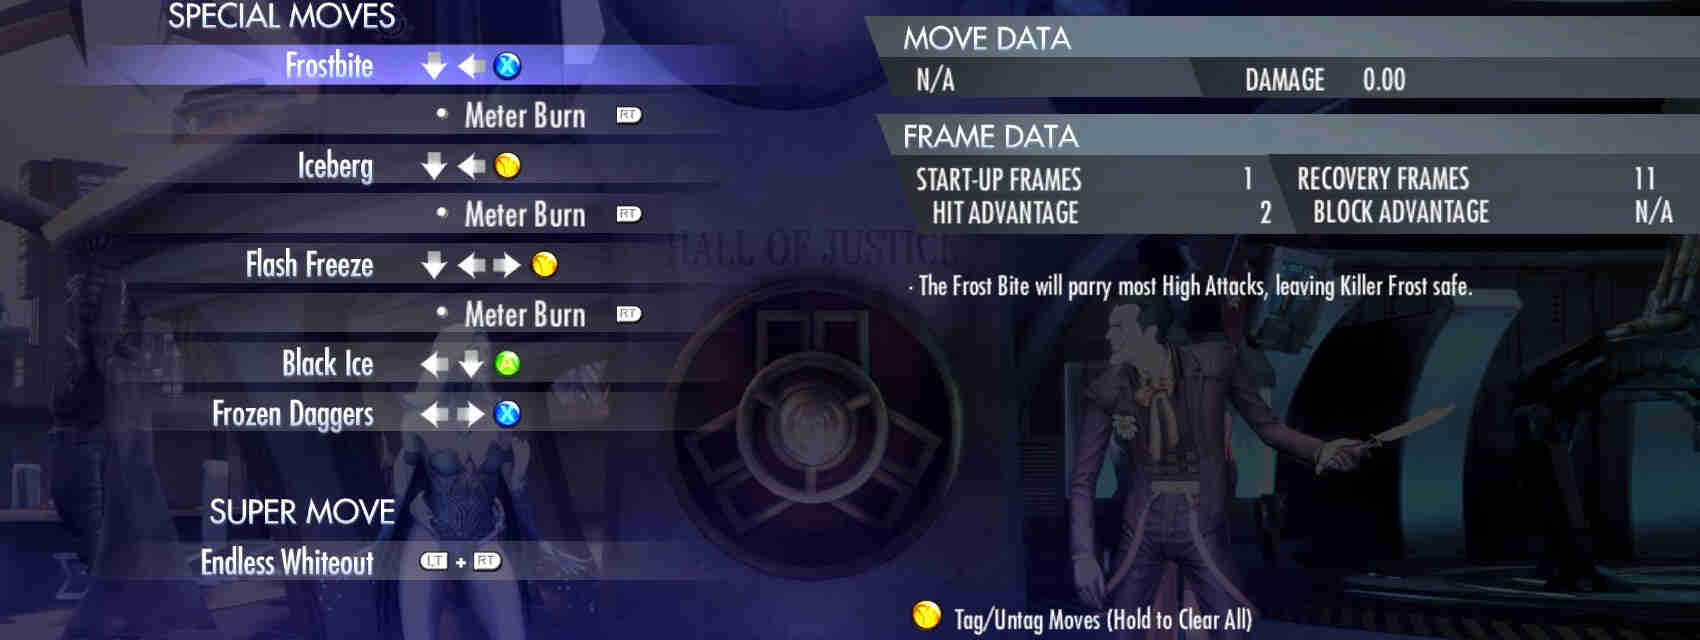 SPECIAL MOVES
Frostbite X
• Meter Burn RT
Iceberg Y
• Meter Burn RT
Flash Freeze Y
• Meter Burn RT
Black Ice A
Frozen Daggers X
SUPER MOVE
Endless Whiteout LT + RT
MOVE DATA
N/A DAMAGE 0.00
FRAME DATA
START-UP FRAMES 1 RECOVERY FRAMES 11
HIT ADVANTAGE 2 BLOCK ADVANTAGE N/A
HALL OF JUSTICE
· The Frost Bite will parry most High Attacks, leaving Killer Frost safe.
Y Tag/Untag Moves (Hold to Clear All)